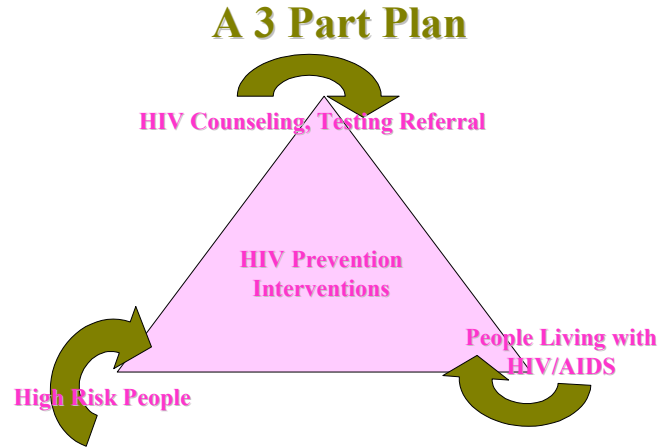 A 3 Part Plan
HIV Counseling, Testing Referral
HIV Prevention
Interventions
People Living with
HIV/AIDS
High Risk People